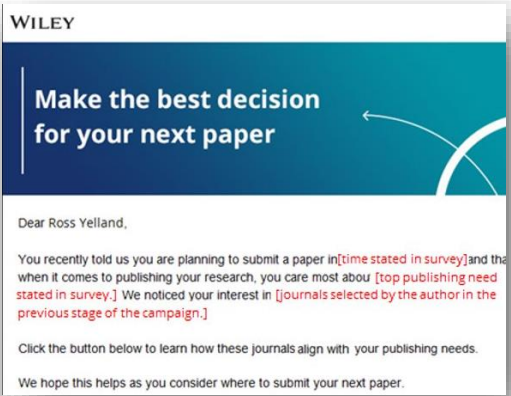 WILEY
Make the best decision
for your next paper
Dear Ross Yelland,
You recently told us you are planning to submit a paper in[time stated in survey]and tha
when it comes to publishing your research, you care most abou [top publishing need
stated in survey.] We noticed your interest in [journals selected by the author in the
previous stage of the campaign.]
Click the button below to learn how these journals align with your publishing needs.
We hope this helps as you consider where to submit your next paper.